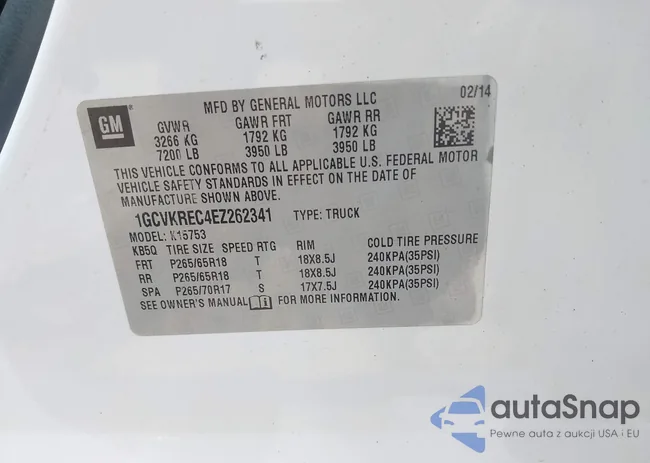 MFD BY GENERAL MOTORS LLC
02/14
GM
GVWR GAWR FRT GAWR RR
3266 KG 1792 KG 1792 KG
7200 LB 3950 LB 3950 LB
THIS VEHICLE CONFORMS TO ALL APPLICABLE U.S. FEDERAL MOTOR
VEHICLE SAFETY STANDARDS IN EFFECT ON THE DATE OF
MANUFACTURE SHOWN ABOVE.
1GCVKREC4EZ262341 TYPE: TRUCK
MODEL: K15753
KB5Q TIRE SIZE SPEED RTG RIM COLD TIRE PRESSURE
FRT P265/65R18 T 18X8.5J 240KPA(35PSI)
RR P265/65R18 T 18X8.5J 240KPA(35PSI)
SPA P265/70R17 S 17X7.5J 240KPA(35PSI)
SEE OWNER'S MANUAL FOR MORE INFORMATION.
autoSnap
Pewne auta z aukcji USA i EU